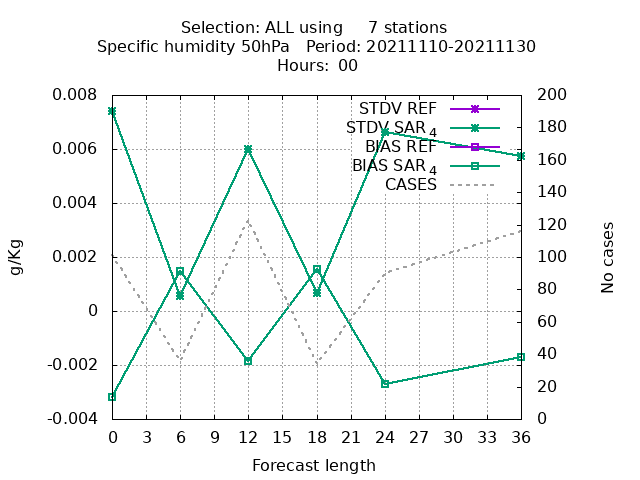 Selection: ALL using     7 stations
Specific humidity 50hPa   Period: 20211110-20211130
Hours:  00
0.008
0.006
0.004
0.002
0
-0.002
-0.004
200
180
160
140
120
100
80
60
40
20
0
0 3 6 9 12 15 18 21 24 27 30 33 36
g/Kg
No cases
Forecast length
STDV REF
STDV SAR 4
BIAS REF
BIAS SAR 4
CASES